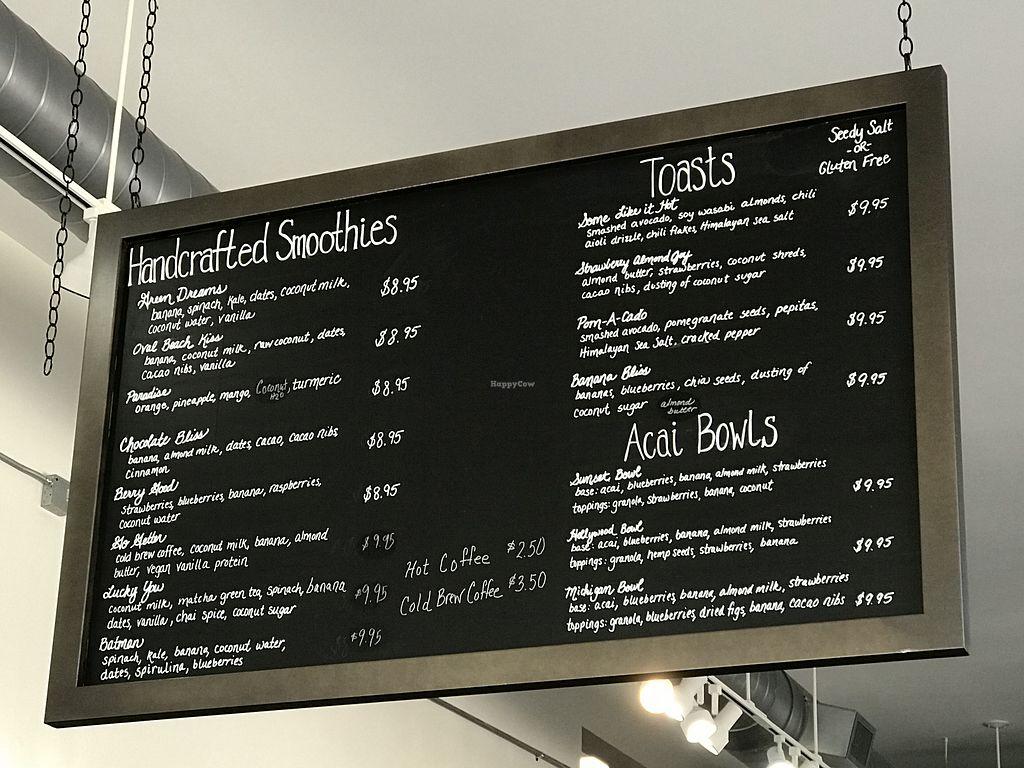 Handcrafted Smoothies
Green Dreams
banana, spinach, kale, dates, coconut milk, $8.95
coconut water, vanilla
Oval Beach Kiss
banana, coconut milk, raw coconut, dates, $8.95
cacao nibs, vanilla
Paradise
orange, pineapple, mango, Coconut H2O, turmeric $8.95
Chocolate Bliss
banana, almond milk, dates, cacao, cacao nibs $8.95
cinnamon
Berry Good
strawberries, blueberries, banana, raspberries, $8.95
coconut water
Go Getter
cold brew coffee, coconut milk, banana, almond $9.95
butter, vegan vanilla protein
Lucky You
coconut milk, matcha green tea, spinach, banana $9.95
dates, vanilla, chai spice, coconut sugar
Batman $9.95
spinach, kale, banana, coconut water,
dates, spirulina, blueberries
Hot Coffee $2.50
Cold Brew Coffee $3.50
HappyCow
Toasts
Seedy Salt
-OR-
Gluten Free
Some Like it Hot
smashed avocado, soy wasabi almonds, chili $9.95
aioli drizzle, chili flakes, Himalayan sea salt
Strawberry Almond Joy
almond butter, strawberries, coconut shreds, $9.95
cacao nibs, dusting of coconut sugar
Pom-A-Cado
smashed avocado, pomegranate seeds, pepitas, $9.95
Himalayan Sea Salt, cracked pepper
Banana Bliss
bananas, blueberries, chia seeds, dusting of $9.95
coconut sugar almond butter
Acai Bowls
Sunset Bowl
base: acai, blueberries, banana, almond milk, strawberries
toppings: granola, strawberries, banana, coconut $9.95
Hollywood Bowl
base: acai, blueberries, banana, almond milk, strawberries
toppings: granola, hemp seeds, strawberries, banana $9.95
Michigan Bowl
base: acai, blueberries, banana, almond milk, strawberries
toppings: granola, blueberries, dried figs, banana, cacao nibs $9.95